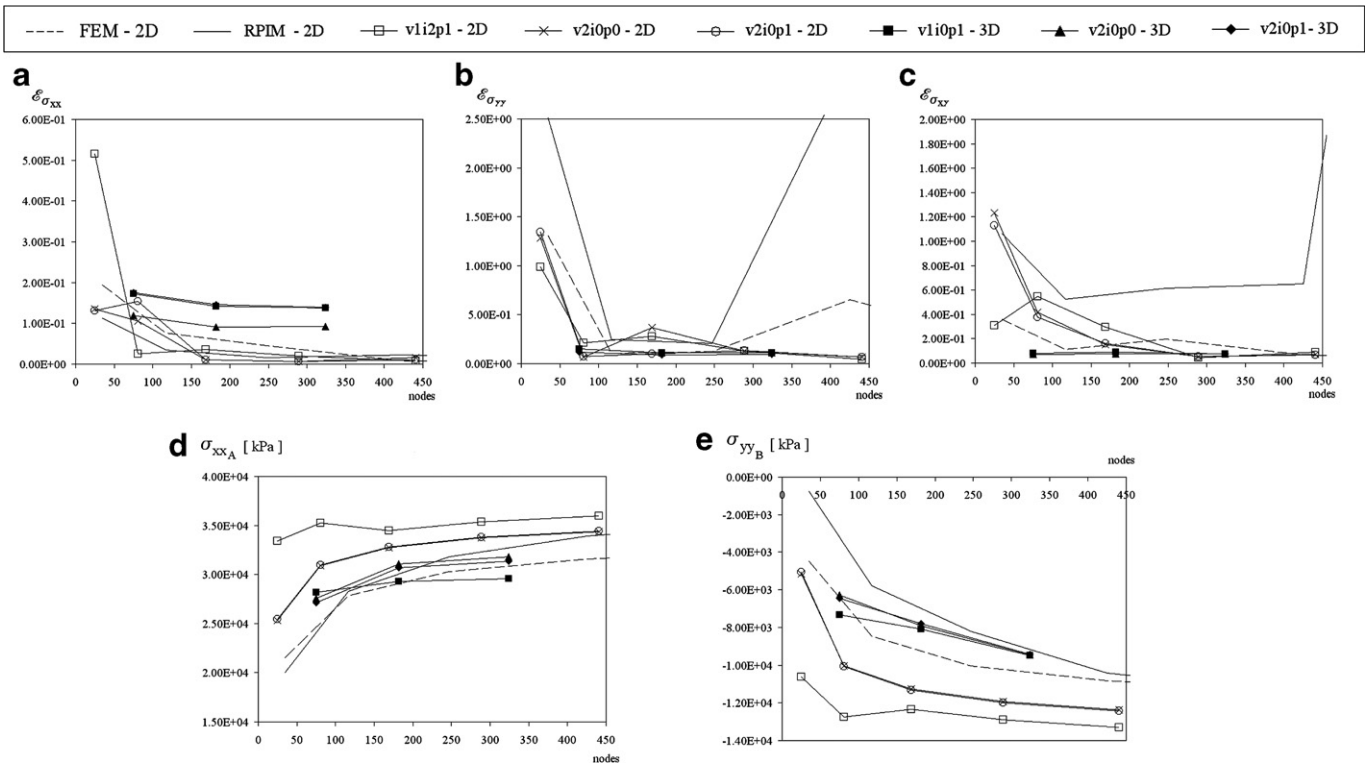 FEM - 2D RPIM - 2D v1i2p1 - 2D v2i0p0 - 2D v2i0p1 - 2D v1i0p1 - 3D v2i0p0 - 3D v2i0p1- 3D
a
ℰσxx
6.00E-01
5.00E-01
4.00E-01
3.00E-01
2.00E-01
1.00E-01
0.00E+00
0 50 100 150 200 250 300 350 400 450
nodes
b
ℰσyy
2.50E+00
2.00E+00
1.50E+00
1.00E+00
5.00E-01
0.00E+00
0 50 100 150 200 250 300 350 400 450
nodes
c
ℰσxy
2.00E+00
1.80E+00
1.60E+00
1.40E+00
1.20E+00
1.00E+00
8.00E-01
6.00E-01
4.00E-01
2.00E-01
0.00E+00
0 50 100 150 200 250 300 350 400 450
nodes
d
σxxA [ kPa ]
4.00E+04
3.50E+04
3.00E+04
2.50E+04
2.00E+04
1.50E+04
0 50 100 150 200 250 300 350 400 450
nodes
e
σyyB [ kPa ]
nodes
0.00E+00
0 50 100 150 200 250 300 350 400 450
-2.00E+03
-4.00E+03
-6.00E+03
-8.00E+03
-1.00E+04
-1.20E+04
-1.40E+04